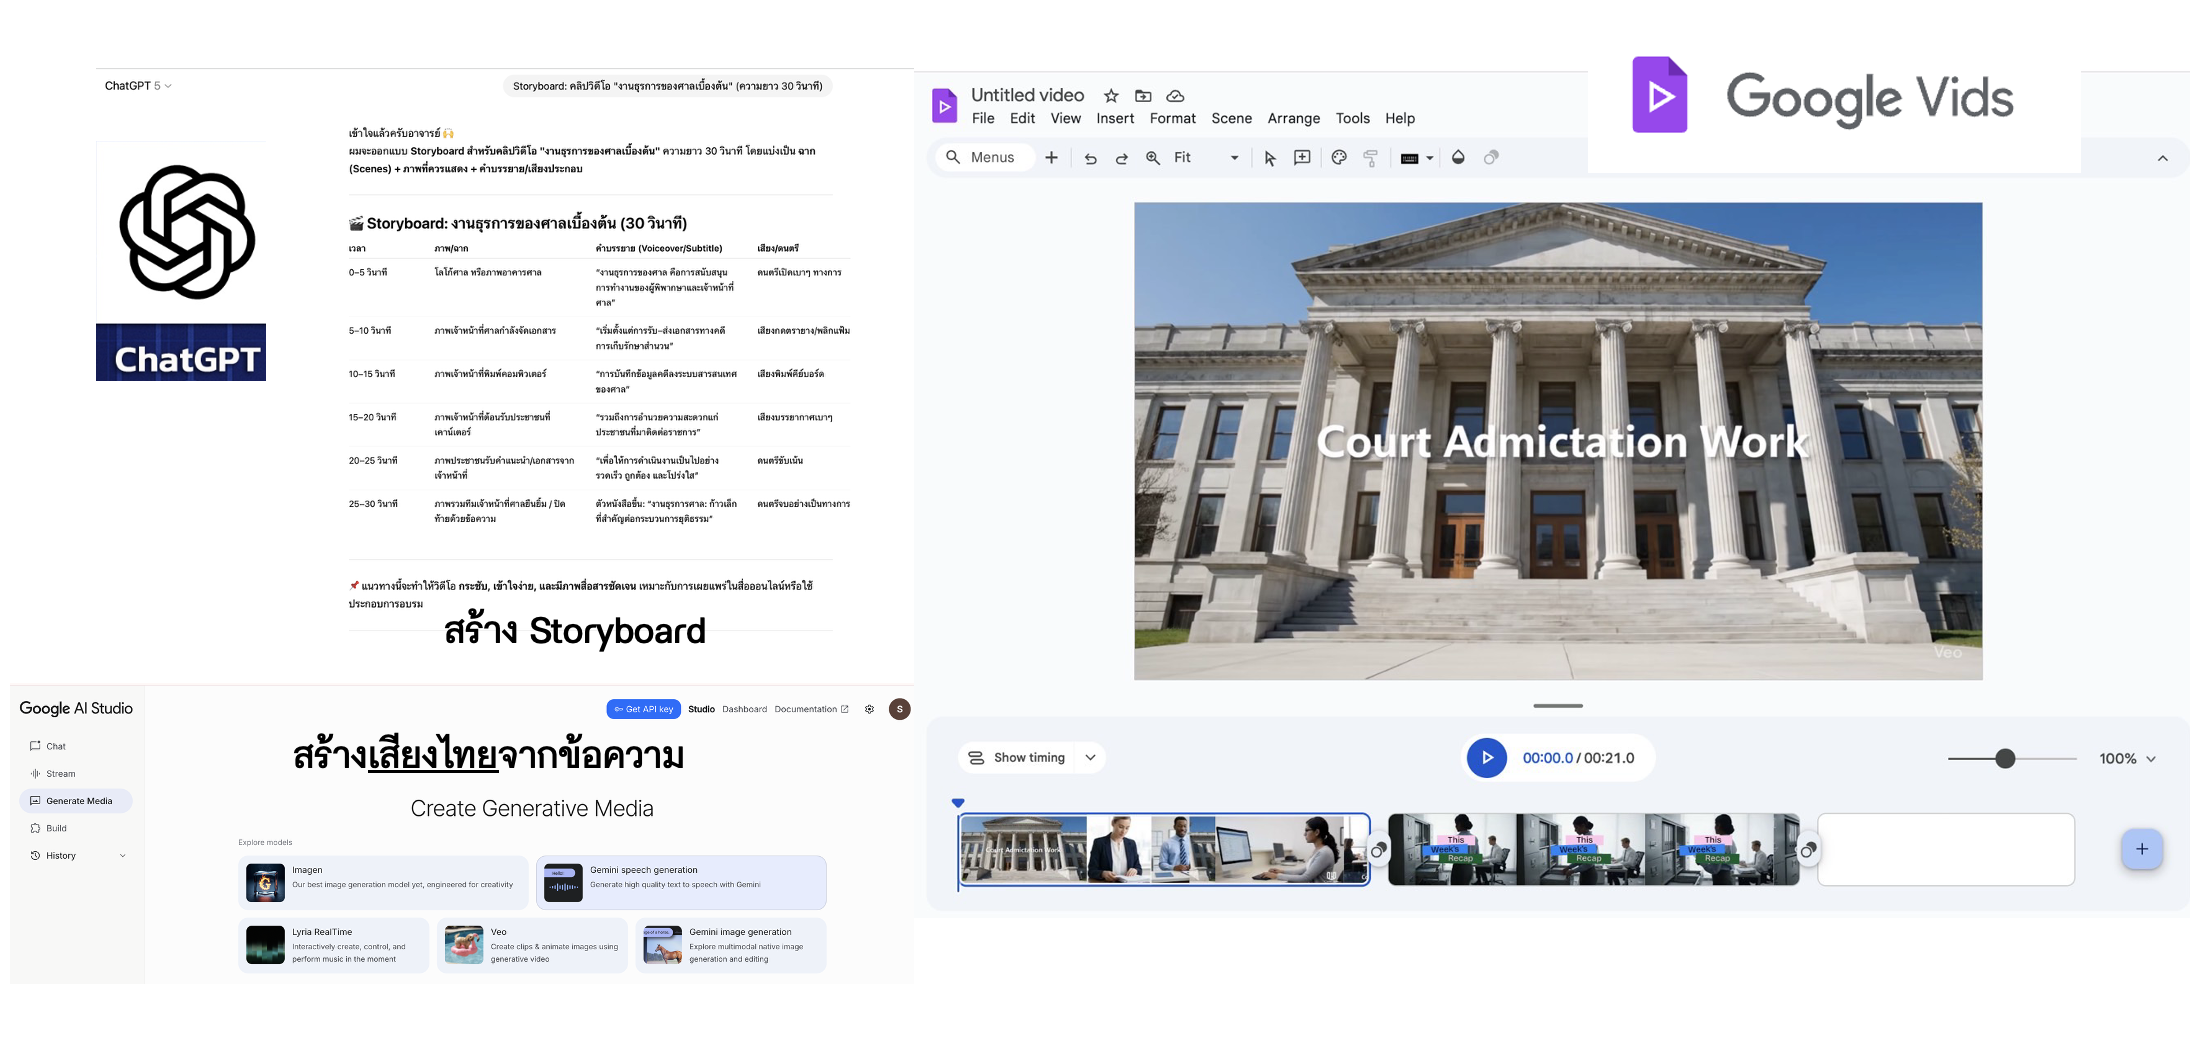 ChatGPT 5
Storyboard: คลิปวิดีโอ "งานธุรการของศาลเบื้องต้น" (ความยาว 30 วินาที)
เข้าใจแล้วครับอาจารย์ 🙌
ผมจะออกแบบ Storyboard สำหรับคลิปวิดีโอ "งานธุรการของศาลเบื้องต้น" ความยาว 30 วินาที โดยแบ่งเป็น ฉาก
(Scenes) + ภาพที่ควรแสดง + คำบรรยาย/เสียงประกอบ
ChatGPT
🎬 Storyboard: งานธุรการของศาลเบื้องต้น (30 วินาที)
เวลา ภาพ/ฉาก คำบรรยาย (Voiceover/Subtitle) เสียง/ดนตรี
0–5 วินาที โลโก้ศาล หรือภาพอาคารศาล "งานธุรการของศาล คือการสนับสนุน ดนตรีเปิดเบาๆ ทางการ
การทำงานของผู้พิพากษาและเจ้าหน้าที่
ศาล"
5–10 วินาที ภาพเจ้าหน้าที่ศาลกำลังจัดเอกสาร "เริ่มตั้งแต่การรับ–ส่งเอกสารทางคดี เสียงกดตรายาง/พลิกแฟ้ม
การเก็บรักษาสำนวน"
10–15 วินาที ภาพเจ้าหน้าที่พิมพ์คอมพิวเตอร์ "การบันทึกข้อมูลคดีลงระบบสารสนเทศ เสียงพิมพ์คีย์บอร์ด
ของศาล"
15–20 วินาที ภาพเจ้าหน้าที่ต้อนรับประชาชนที่ "รวมถึงการอำนวยความสะดวกแก่ เสียงบรรยากาศเบาๆ
เคาน์เตอร์ ประชาชนที่มาติดต่อราชการ"
20–25 วินาที ภาพประชาชนรับคำแนะนำ/เอกสารจาก "เพื่อให้การดำเนินงานเป็นไปอย่าง ดนตรีขับเน้น
เจ้าหน้าที่ รวดเร็ว ถูกต้อง และโปร่งใส"
25–30 วินาที ภาพรวมทีมเจ้าหน้าที่ศาลยืนยิ้ม / ปิด ตัวหนังสือขึ้น: "งานธุรการศาล: ก้าวเล็ก ดนตรีจบอย่างเป็นทางการ
ท้ายด้วยข้อความ ที่สำคัญต่อกระบวนการยุติธรรม"
📌 แนวทางนี้จะทำให้วิดีโอ กระชับ, เข้าใจง่าย, และมีภาพสื่อสารชัดเจน เหมาะกับการเผยแพร่ในสื่อออนไลน์หรือใช้
ประกอบการอบรม
สร้าง Storyboard
Google AI Studio
Get API key Studio Dashboard Documentation S
Chat
Stream
Generate Media
Build
History
สร้างเสียงไทยจากข้อความ
Create Generative Media
Explore models
Imagen
Our best image generation model yet, engineered for creativity
Gemini speech generation
Generate high quality text to speech with Gemini
Lyria RealTime
Interactively create, control, and
perform music in the moment
Veo
Create clips & animate images using
generative video
Gemini image generation
Explore multimodal native image
generation and editing
Untitled video
File Edit View Insert Format Scene Arrange Tools Help
Google Vids
Menus Fit
Court Admictation Work
Veo
Show timing
00:00.0 / 00:21.0
100%
Court Admictation Work
This
Week's
Recap
This
Week's
Recap
This
Week's
Recap